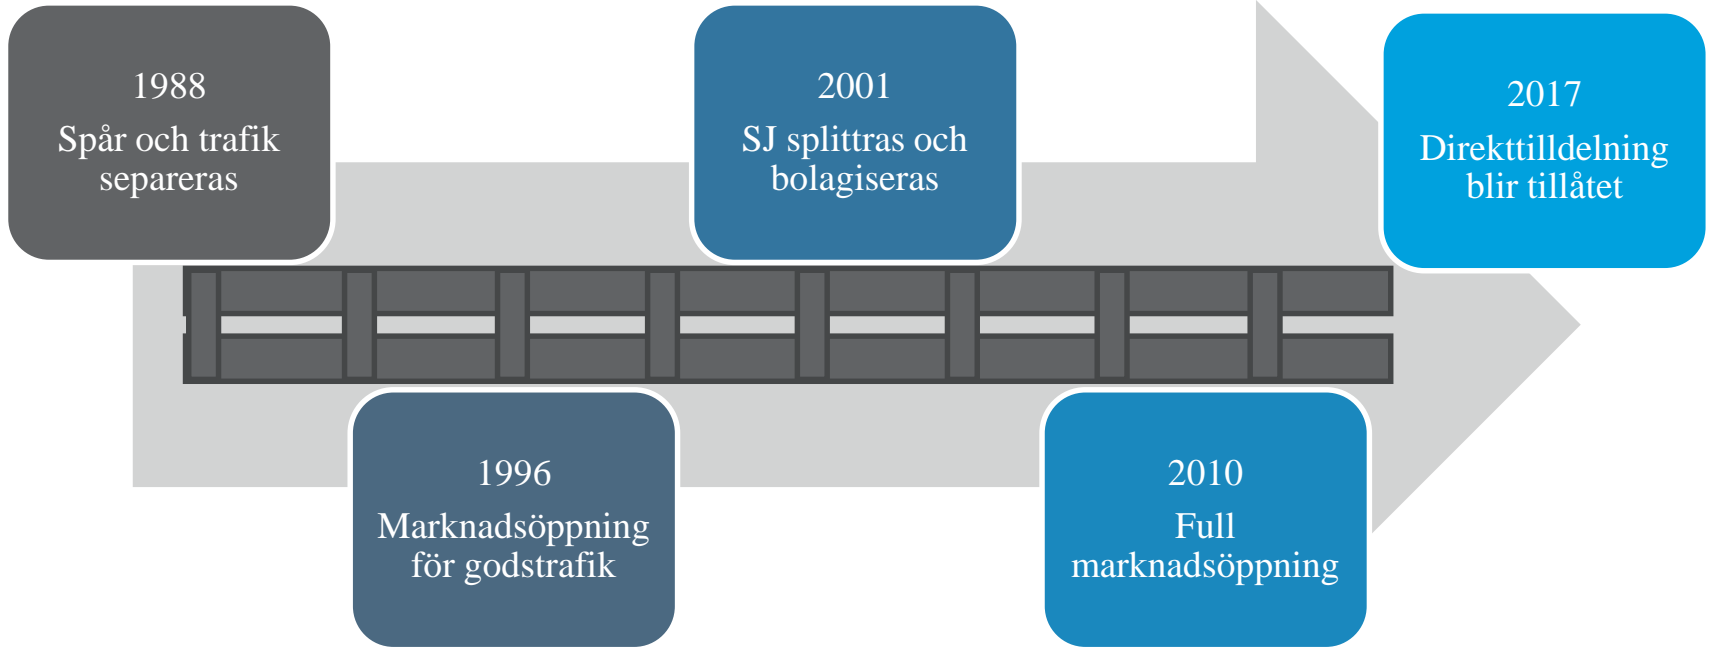 1988
Spår och trafik
separeras
1996
Marknadsöppning
för godstrafik
2001
SJ splittras och
bolagiseras
2010
Full
marknadsöppning
2017
Direkttilldelning
blir tillåtet